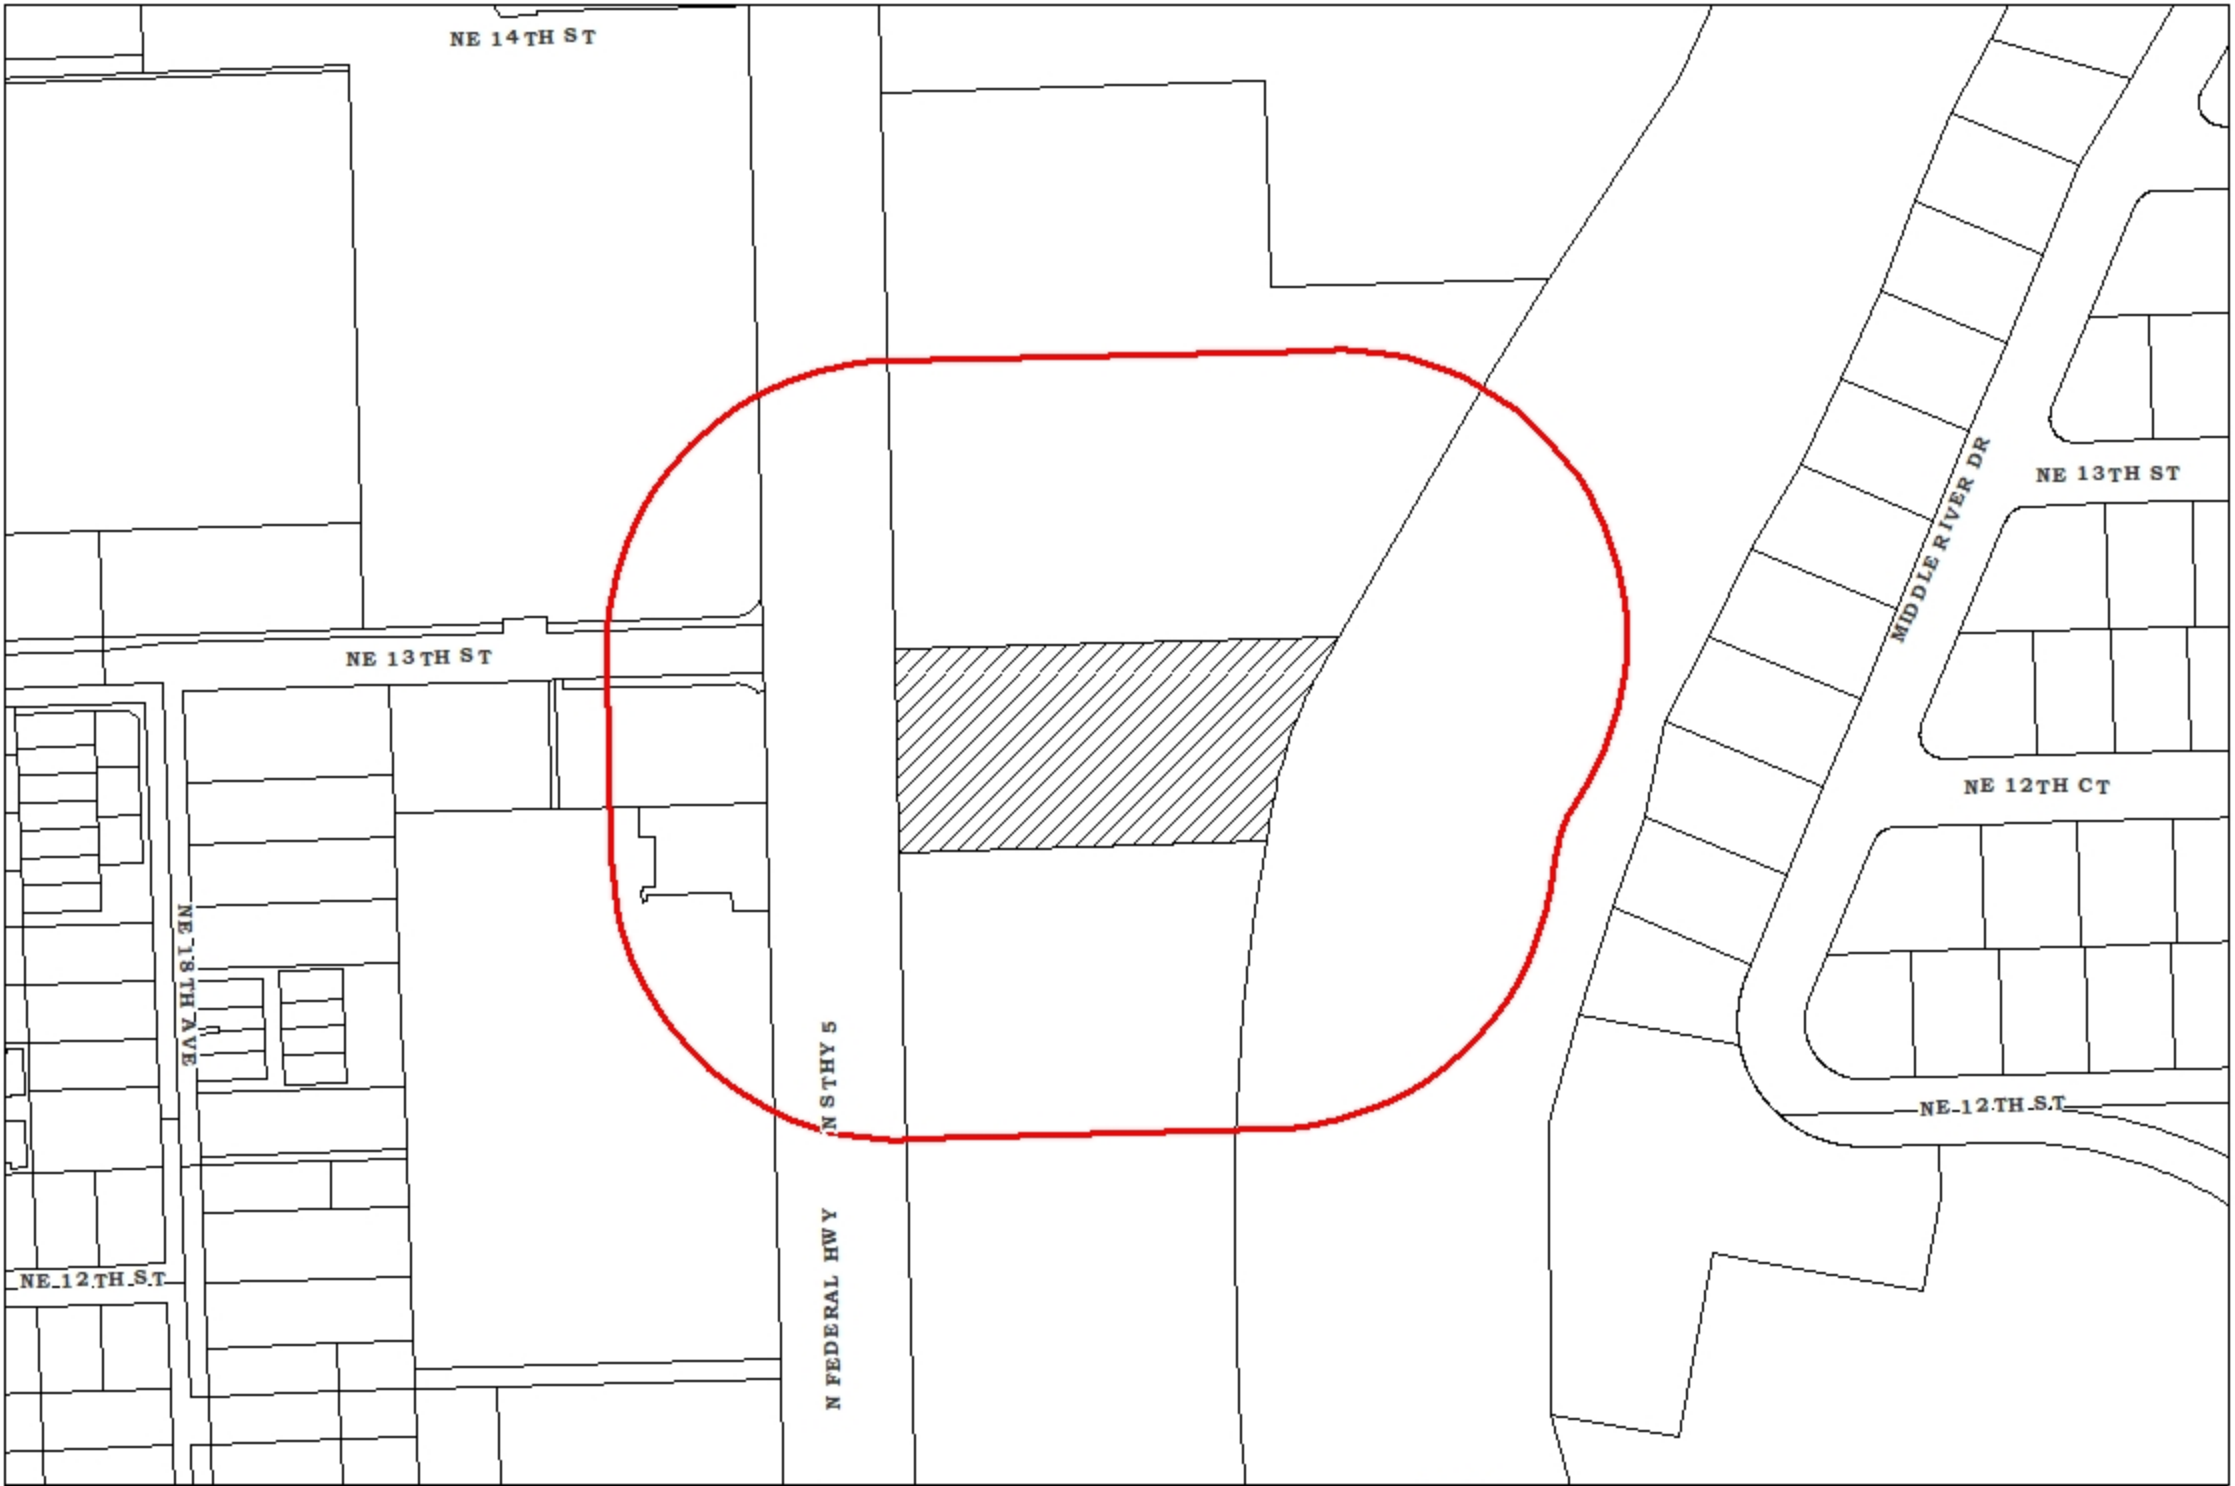 NE 14TH ST
NE 13TH ST
MIDDLE RIVER DR
NE 13TH ST
NE 12TH CT
NE 18TH AVE
N STHY 5
NE 12TH ST
N FEDERAL HWY
NE 12TH ST